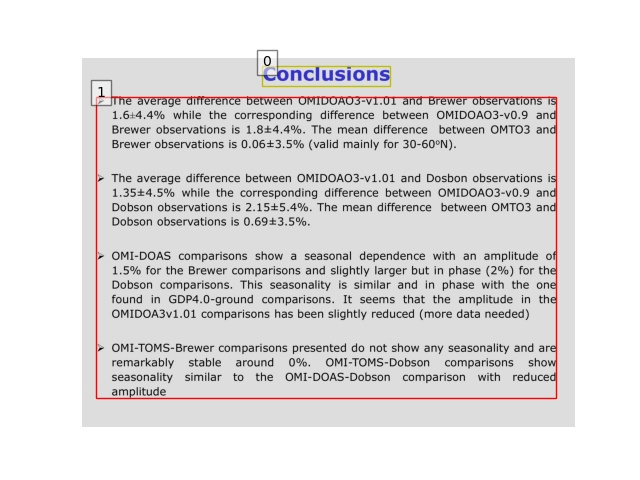 0
Conclusions
1
➢ The average difference between OMIDOAO3-v1.01 and Brewer observations is
1.6±4.4% while the corresponding difference between OMIDOAO3-v0.9 and
Brewer observations is 1.8±4.4%. The mean difference between OMTO3 and
Brewer observations is 0.06±3.5% (valid mainly for 30-60ºN).
➢ The average difference between OMIDOAO3-v1.01 and Dosbon observations is
1.35±4.5% while the corresponding difference between OMIDOAO3-v0.9 and
Dobson observations is 2.15±5.4%. The mean difference between OMTO3 and
Dobson observations is 0.69±3.5%.
➢ OMI-DOAS comparisons show a seasonal dependence with an amplitude of
1.5% for the Brewer comparisons and slightly larger but in phase (2%) for the
Dobson comparisons. This seasonality is similar and in phase with the one
found in GDP4.0-ground comparisons. It seems that the amplitude in the
OMIDOA3v1.01 comparisons has been slightly reduced (more data needed)
➢ OMI-TOMS-Brewer comparisons presented do not show any seasonality and are
remarkably stable around 0%. OMI-TOMS-Dobson comparisons show
seasonality similar to the OMI-DOAS-Dobson comparison with reduced
amplitude